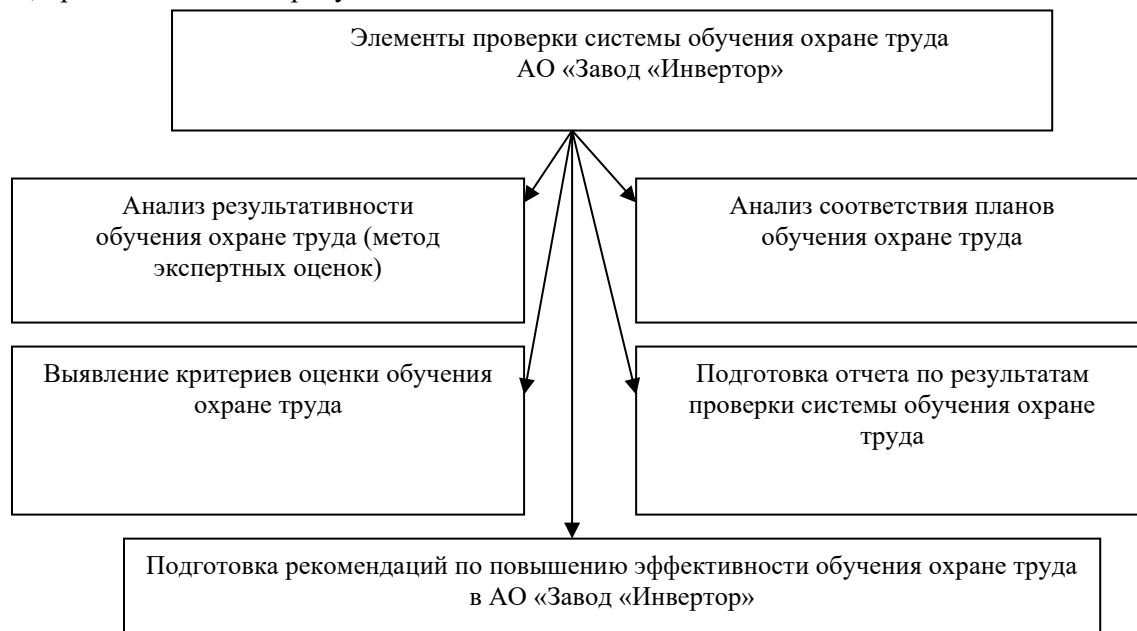 Элементы проверки системы обучения охране труда
АО «Завод «Инвертор»
Анализ результативности
обучения охране труда (метод
экспертных оценок)
Анализ соответствия планов
обучения охране труда
Выявление критериев оценки обучения
охране труда
Подготовка отчета по результатам
проверки системы обучения охране
труда
Подготовка рекомендаций по повышению эффективности обучения охране труда
в АО «Завод «Инвертор»